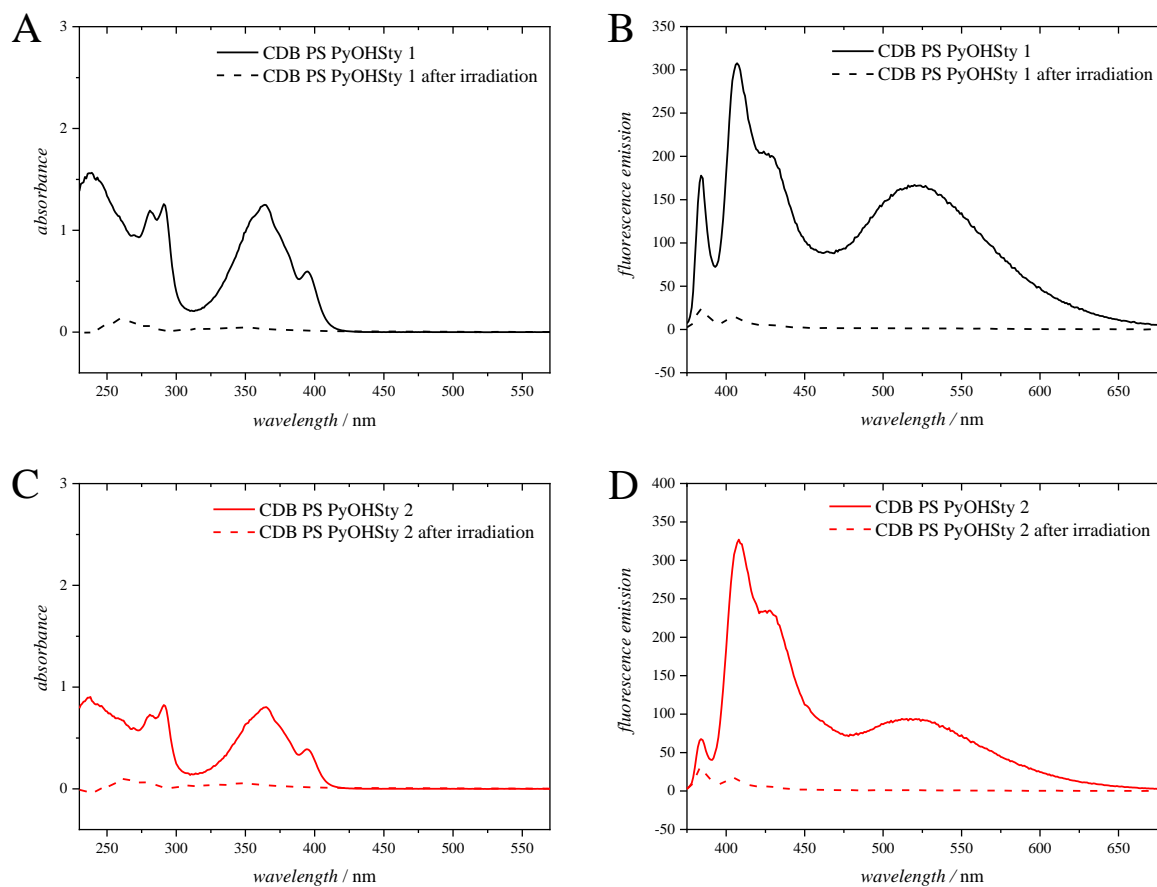 A
3
2
1
0
absorbance
CDB PS PyOHSty 1
CDB PS PyOHSty 1 after irradiation
250
300
350
400
450
500
550
wavelength / nm
B
350
300
250
200
150
100
50
0
-50
fluorescence emission
CDB PS PyOHSty 1
CDB PS PyOHSty 1 after irradiation
400
450
500
550
600
650
wavelength / nm
C
3
2
1
0
absorbance
CDB PS PyOHSty 2
CDB PS PyOHSty 2 after irradiation
250
300
350
400
450
500
550
wavelength / nm
D
400
350
300
250
200
150
100
50
0
-50
fluorescence emission
CDB PS PyOHSty 2
CDB PS PyOHSty 2 after irradiation
400
450
500
550
600
650
wavelength / nm